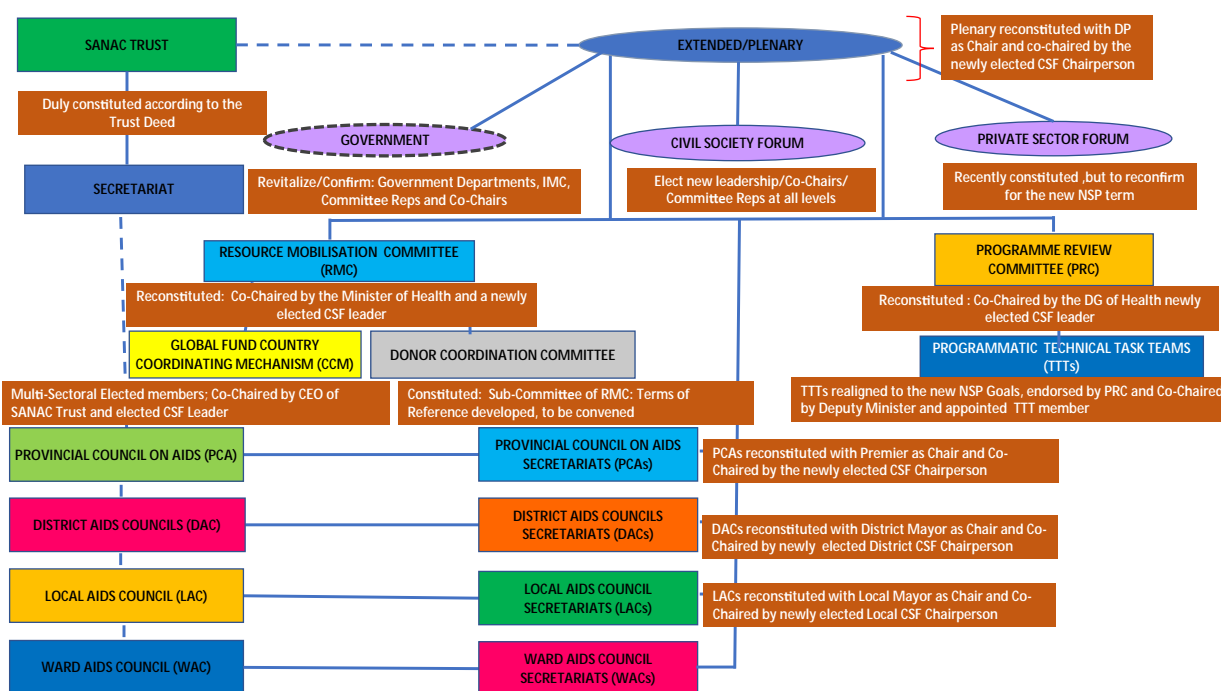 SANAC TRUST
EXTENDED/PLENARY
Plenary reconstituted with DP
as Chair and co-chaired by the
newly elected CSF Chairperson
Duly constituted according to the
Trust Deed
GOVERNMENT
CIVIL SOCIETY FORUM
PRIVATE SECTOR FORUM
SECRETARIAT
Revitalize/Confirm: Government Departments, IMC,
Committee Reps and Co-Chairs
Elect new leadership/Co-Chairs/
Committee Reps at all levels
Recently constituted ,but to reconfirm
for the new NSP term
RESOURCE MOBILISATION COMMITTEE
(RMC)
PROGRAMME REVIEW
COMMITTEE (PRC)
Reconstituted: Co-Chaired by the Minister of Health and a newly
elected CSF leader
Reconstituted : Co-Chaired by the DG of Health newly
elected CSF leader
GLOBAL FUND COUNTRY
COORDINATING MECHANISM (CCM)
DONOR COORDINATION COMMITTEE
PROGRAMMATIC TECHNICAL TASK TEAMS
(TTTs)
Multi-Sectoral Elected members; Co-Chaired by CEO of
SANAC Trust and elected CSF Leader
Constituted: Sub-Committee of RMC: Terms of
Reference developed, to be convened
TTTs realigned to the new NSP Goals, endorsed by PRC and Co-Chaired
by Deputy Minister and appointed TTT member
PROVINCIAL COUNCIL ON AIDS (PCA)
PROVINCIAL COUNCIL ON AIDS
SECRETARIATS (PCAs)
PCAs reconstituted with Premier as Chair and Co-
Chaired by the newly elected CSF Chairperson
DISTRICT AIDS COUNCILS (DAC)
DISTRICT AIDS COUNCILS
SECRETARIATS (DACs)
DACs reconstituted with District Mayor as Chair and Co-
Chaired by newly elected District CSF Chairperson
LOCAL AIDS COUNCIL (LAC)
LOCAL AIDS COUNCIL
SECRETARIATS (LACs)
LACs reconstituted with Local Mayor as Chair and Co-
Chaired by newly elected Local CSF Chairperson
WARD AIDS COUNCIL (WAC)
WARD AIDS COUNCIL
SECRETARIATS (WACs)